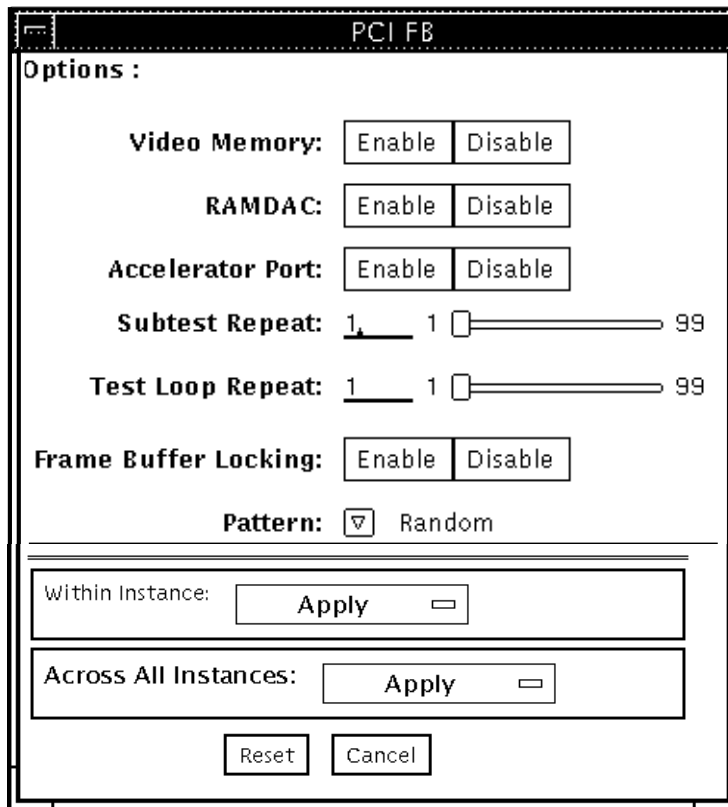 PCI FB
Options :
Video Memory: Enable Disable
RAMDAC: Enable Disable
Accelerator Port: Enable Disable
Subtest Repeat: 1 1 99
Test Loop Repeat: 1 1 99
Frame Buffer Locking: Enable Disable
Pattern: Random
Within Instance: Apply
Across All Instances: Apply
Reset Cancel